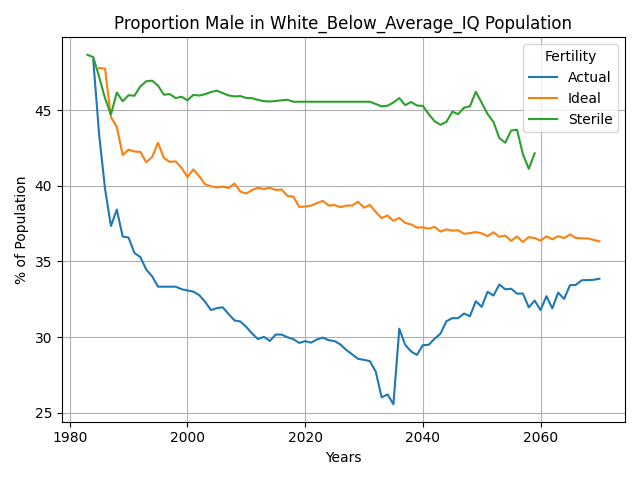 Proportion Male in White_Below_Average_IQ Population
Fertility
Actual
Ideal
Sterile
% of Population
45
40
35
30
25
1980
2000
2020
2040
2060
Years